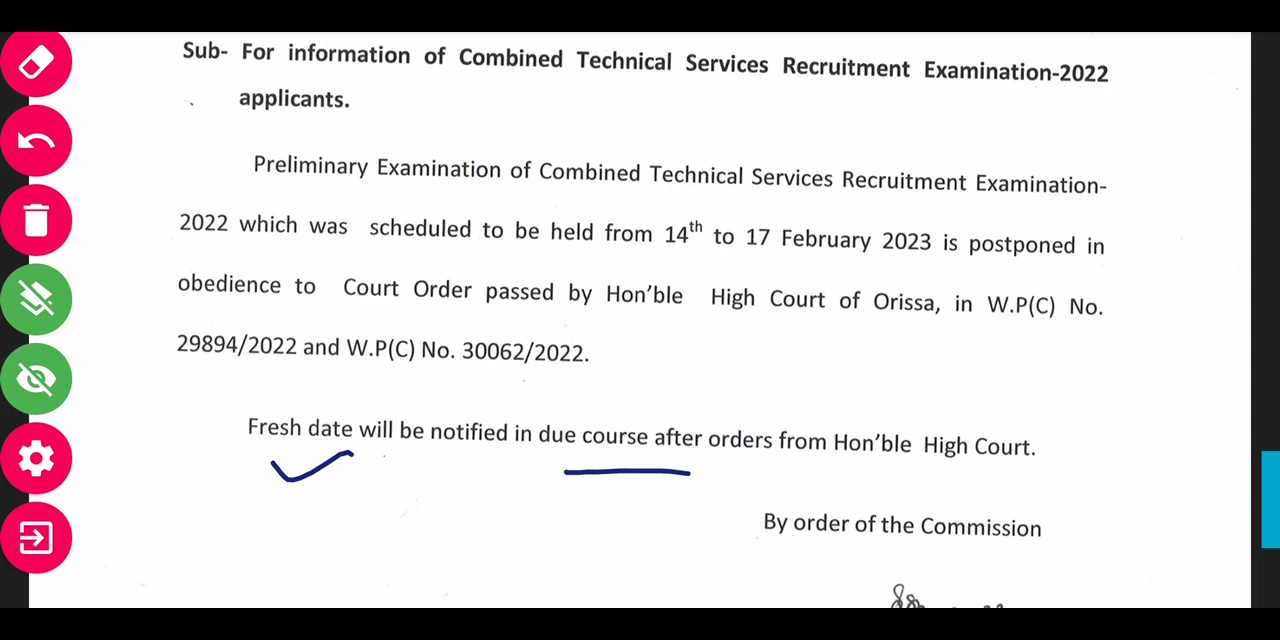 Sub- For information of Combined Technical Services Recruitment Examination-2022
applicants.
Preliminary Examination of Combined Technical Services Recruitment Examination-
2022 which was scheduled to be held from 14th to 17 February 2023 is postponed in
obedience to Court Order passed by Hon'ble High Court of Orissa, in W.P(C) No.
29894/2022 and W.P(C) No. 30062/2022.
Fresh date will be notified in due course after orders from Hon'ble High Court.
By order of the Commission